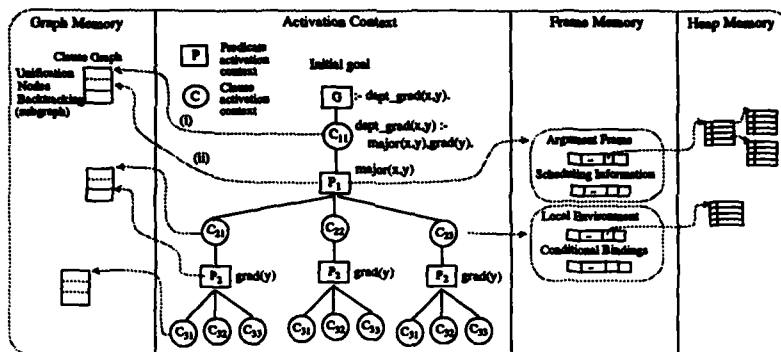 Graph Memory
Activation Context
Frame Memory
Heap Memory
Clause Graph
Unification
Nodes
Backtracking
(subgraph)
P
Predicate
activation
context
C
Clause
activation
context
Initial goal
G
:- dept_grad(x,y).
(i)
C11
dept_grad(x,y) :-
major(x,y),grad(y).
(ii)
P1
major(x,y)
Argument Frame
Scheduling Information
Local Environment
Conditional Bindings
C21
C22
C23
P2
grad(y)
P2
grad(y)
P2
grad(y)
C31
C32
C33
C31
C32
C33
C31
C32
C33